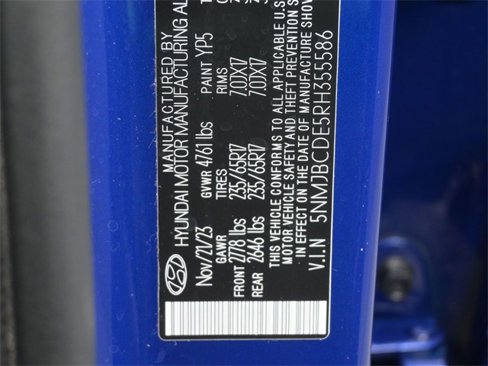 MANUFACTURED BY
HYUNDAI MOTOR MANUFACTURING AL
Nov/21/23 GVWR 4761 lbs PAINT YP5
GAWR TIRES RIMS
FRONT 2778 lbs 235/65R17 7.0JX17
REAR 2646 lbs 235/65R17 7.0JX17
THIS VEHICLE CONFORMS TO ALL APPLICABLE U.S
MOTOR VEHICLE SAFETY AND THEFT PREVENTION S
IN EFFECT ON THE DATE OF MANUFACTURE SHOWN
V.I.N 5NMJBCDE5RH355586